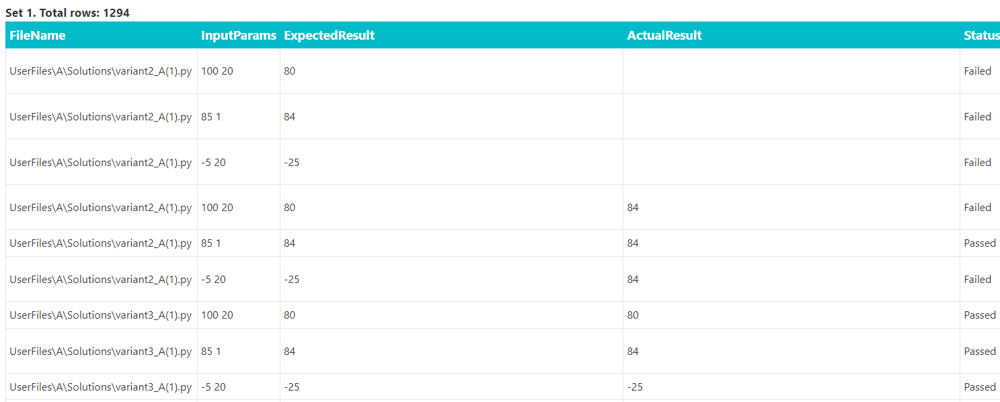 Set 1. Total rows: 1294
FileName InputParams ExpectedResult ActualResult Status
UserFiles\A\Solutions\variant2_A(1).py 100 20 80 Failed
UserFiles\A\Solutions\variant2_A(1).py 85 1 84 Failed
UserFiles\A\Solutions\variant2_A(1).py -5 20 -25 Failed
UserFiles\A\Solutions\variant2_A(1).py 100 20 80 84 Failed
UserFiles\A\Solutions\variant2_A(1).py 85 1 84 84 Passed
UserFiles\A\Solutions\variant2_A(1).py -5 20 -25 84 Failed
UserFiles\A\Solutions\variant3_A(1).py 100 20 80 80 Passed
UserFiles\A\Solutions\variant3_A(1).py 85 1 84 84 Passed
UserFiles\A\Solutions\variant3_A(1).py -5 20 -25 -25 Passed